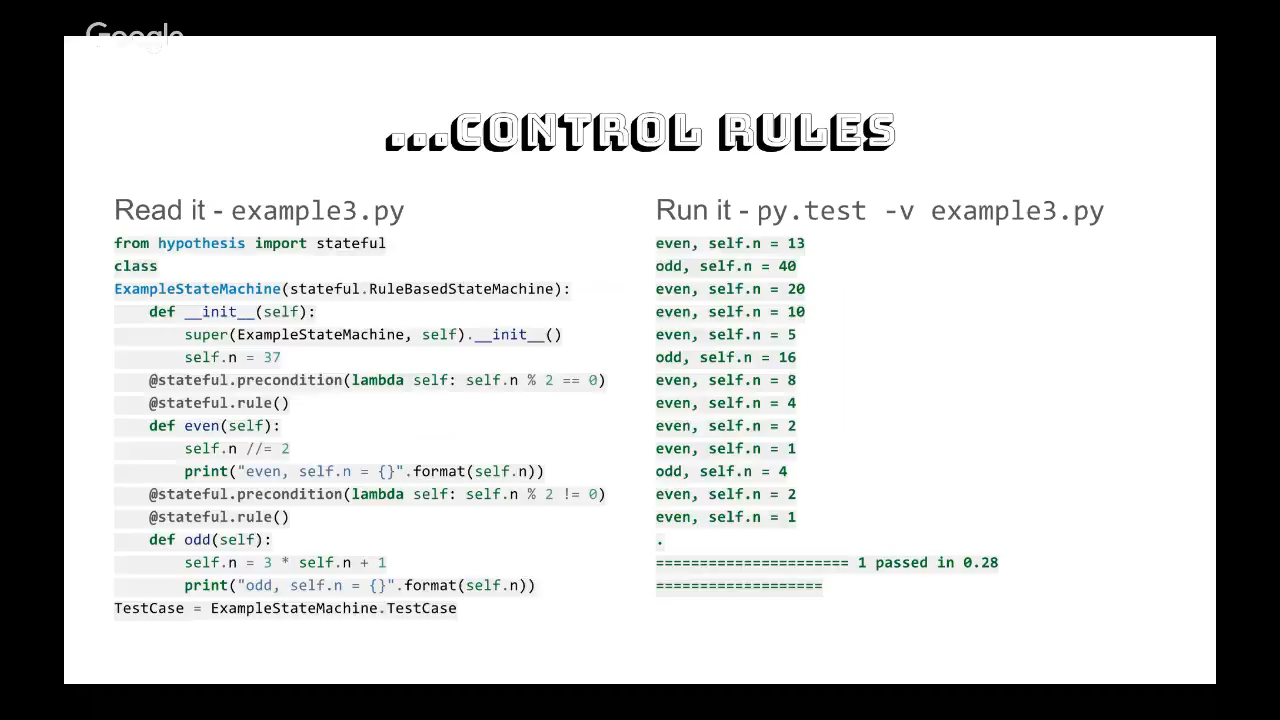 Google
...CONTROL RULES
Read it - example3.py
from hypothesis import stateful
class
ExampleStateMachine(stateful.RuleBasedStateMachine):
    def __init__(self):
        super(ExampleStateMachine, self).__init__()
        self.n = 37
    @stateful.precondition(lambda self: self.n % 2 == 0)
    @stateful.rule()
    def even(self):
        self.n //= 2
        print("even, self.n = {}".format(self.n))
    @stateful.precondition(lambda self: self.n % 2 != 0)
    @stateful.rule()
    def odd(self):
        self.n = 3 * self.n + 1
        print("odd, self.n = {}".format(self.n))
TestCase = ExampleStateMachine.TestCase
Run it - py.test -v example3.py
even, self.n = 13
odd, self.n = 40
even, self.n = 20
even, self.n = 10
even, self.n = 5
odd, self.n = 16
even, self.n = 8
even, self.n = 4
even, self.n = 2
even, self.n = 1
odd, self.n = 4
even, self.n = 2
even, self.n = 1
.
====================== 1 passed in 0.28
===================